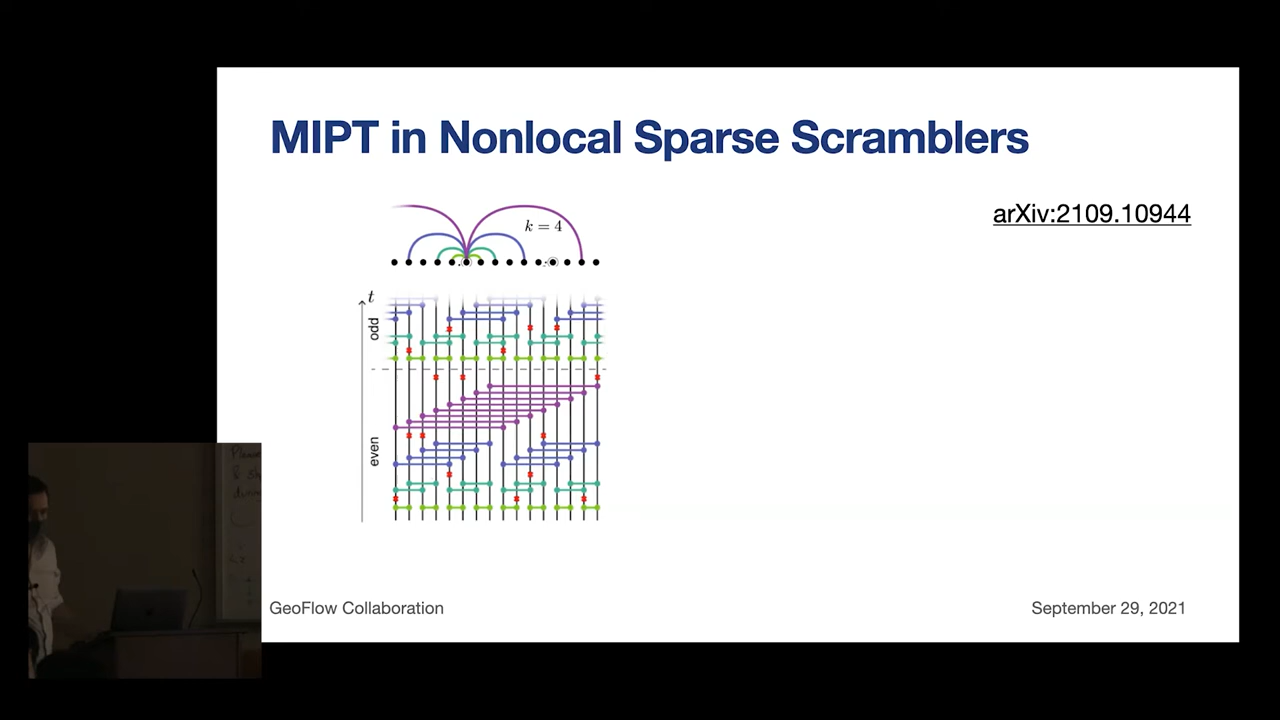 MIPT in Nonlocal Sparse Scramblers
arXiv:2109.10944
k = 4
t
odd
even
GeoFlow Collaboration
September 29, 2021